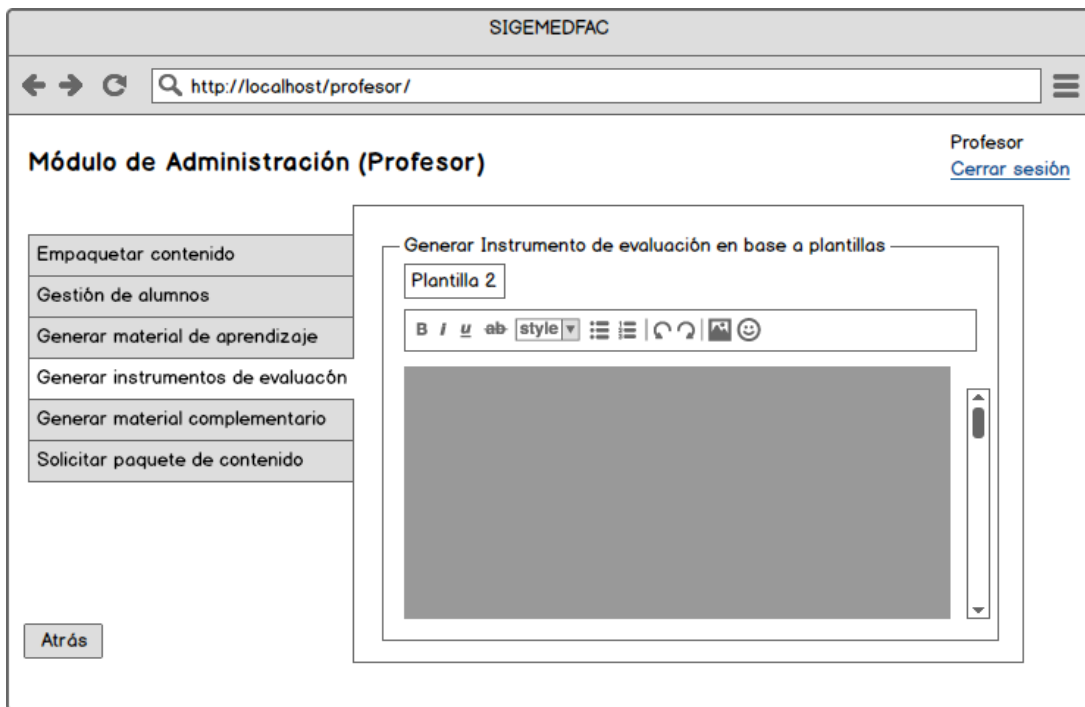 SIGEMEDFAC
http://localhost/profesor/
Módulo de Administración (Profesor)
Profesor
Cerrar sesión
Empaquetar contenido
Gestión de alumnos
Generar material de aprendizaje
Generar instrumentos de evaluacón
Generar material complementario
Solicitar paquete de contenido
Generar Instrumento de evaluación en base a plantillas
Plantilla 2
B I u ab style
Atrás